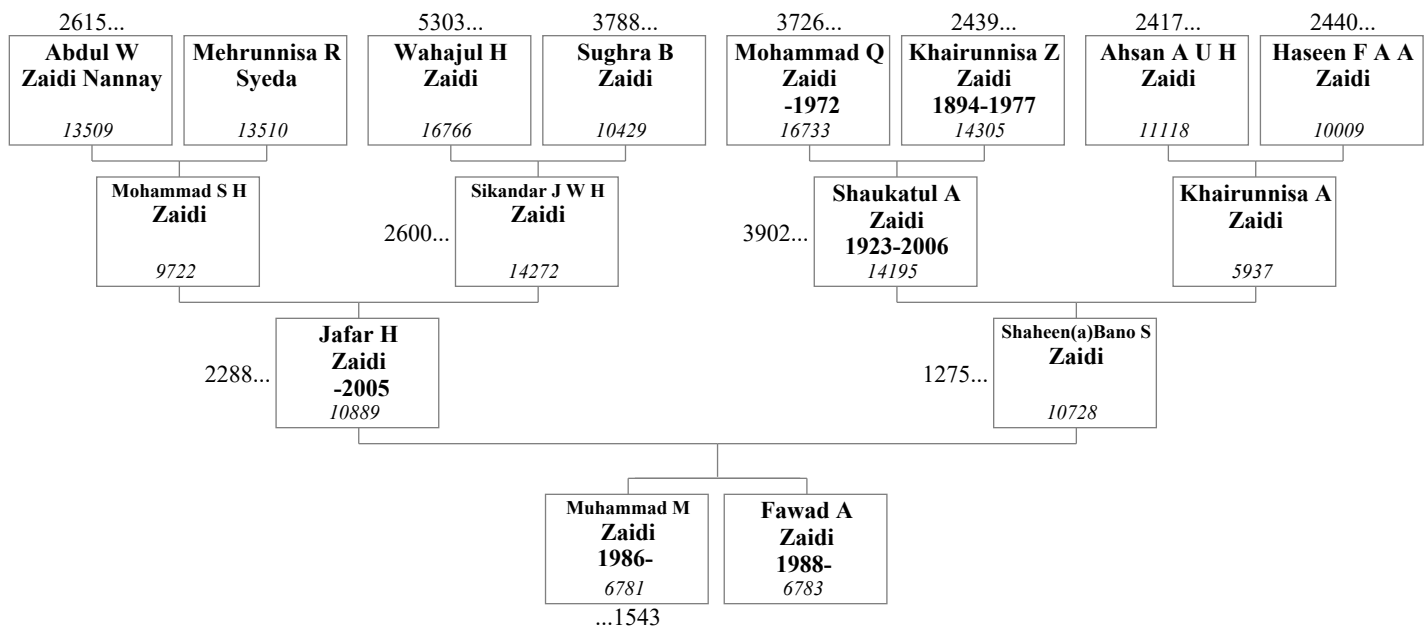 2615...
5303...
3788...
3726...
2439...
2417...
2440...
Abdul W
Zaidi Nannay
13509
Mehrunnisa R
Syeda
13510
Wahajul H
Zaidi
16766
Sughra B
Zaidi
10429
Mohammad Q
Zaidi
-1972
16733
Khairunnisa Z
Zaidi
1894-1977
14305
Ahsan A U H
Zaidi
11118
Haseen F A A
Zaidi
10009
Mohammad S H
Zaidi
9722
2600...
Sikandar J W H
Zaidi
14272
3902...
Shaukatul A
Zaidi
1923-2006
14195
Khairunnisa A
Zaidi
5937
2288...
Jafar H
Zaidi
-2005
10889
1275...
Shaheen(a)Bano S
Zaidi
10728
Muhammad M
Zaidi
1986-
6781
...1543
Fawad A
Zaidi
1988-
6783